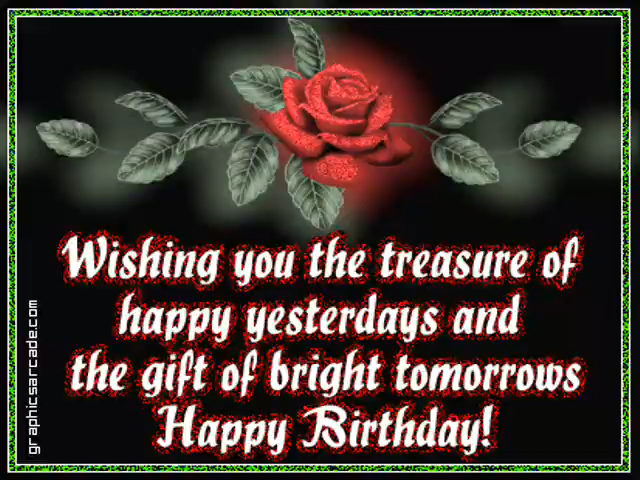 Wishing you the treasure of
happy yesterdays and
the gift of bright tomorrows
Happy Birthday!
graphicsarcade.com